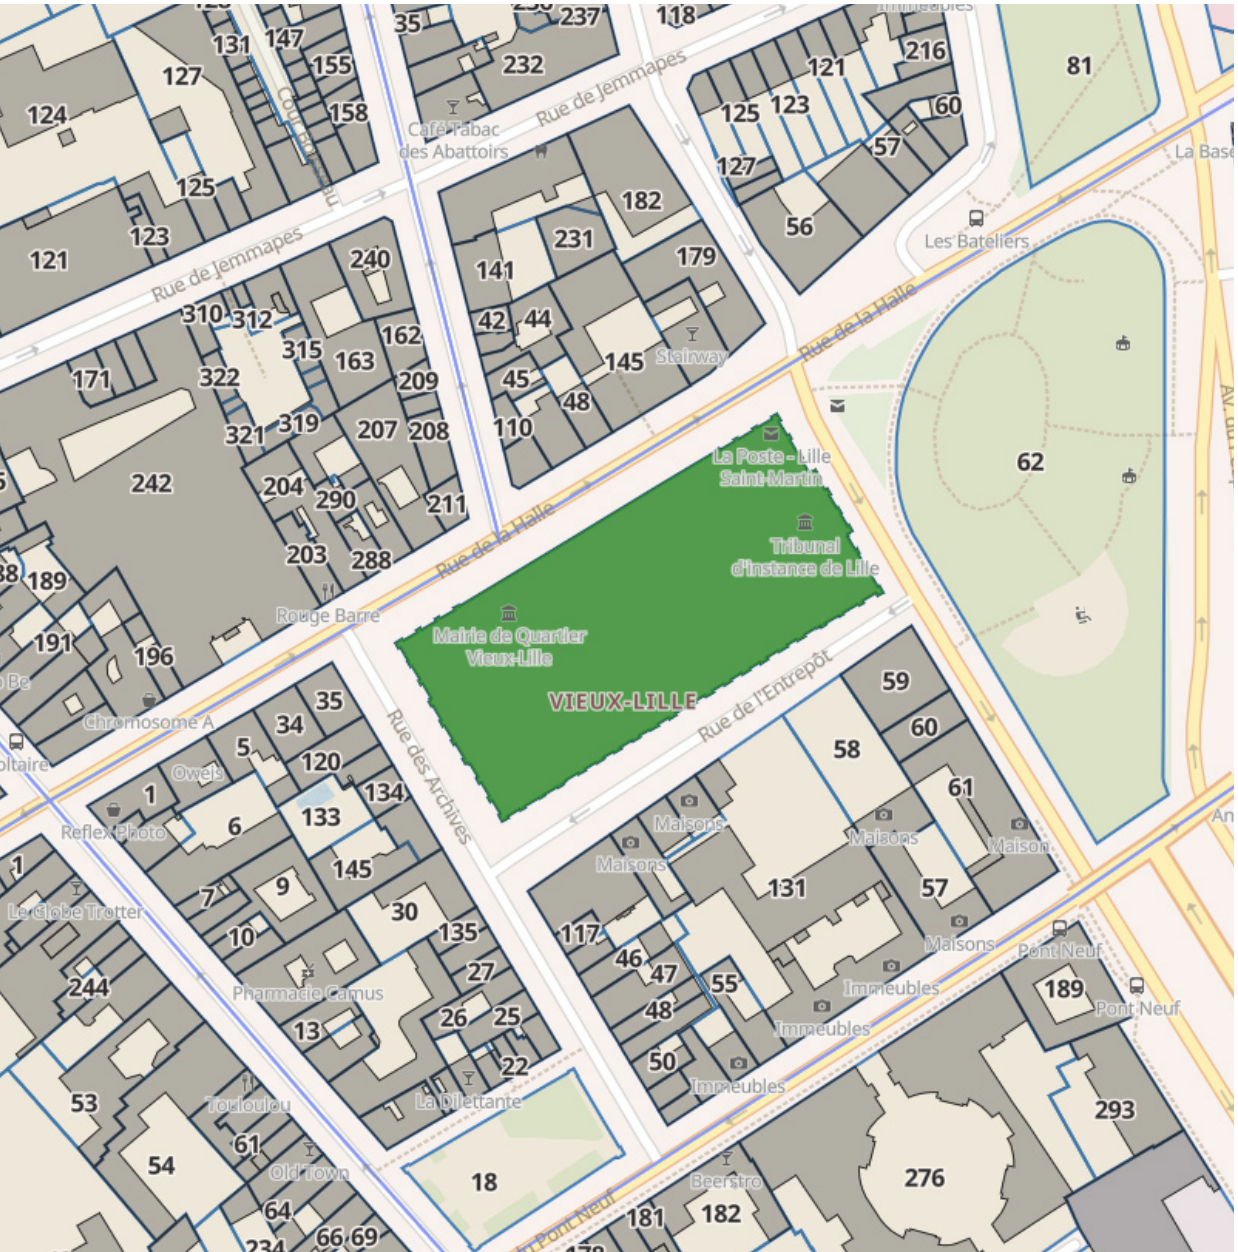 237
118
35
131
147
127
155
232
121
216
81
124
158
125
123
60
Rue de Jemmapes
Café Tabac
des Abattoirs
57
La Base
Cour Boisseau
127
125
182
56
Les Bateliers
123
231
121
240
179
Rue de Jemmapes
141
Rue de la Halle
310
312
42
44
162
Stairway
315
163
145
171
322
209
45
48
319
207
208
110
321
La Poste - Lille
Saint-Martin
62
242
204
290
211
Rue de la Halle
Tribunal
d'instance de Lille
203
288
189
Rouge Barre
Mairie de Quartier
Vieux-Lille
191
196
Rue de l'Entrepôt
59
VIEUX-LILLE
35
Chromosome A
34
60
5
Rue des Archives
58
Oweis
120
1
134
61
Reflex Photo
6
133
Maisons
Maisons
Maison
1
145
Maisons
7
9
131
57
Le Globe Trotter
30
10
117
135
Maisons
Pont Neuf
46
27
47
55
Immeubles
189
244
Pharmacie Camus
48
Pont Neuf
13
26
25
Immeubles
50
22
Immeubles
53
Touloulou
La Dilettante
293
61
54
Old Town
18
Beerstro
276
64
181
182
66
69
Pont Neuf
234